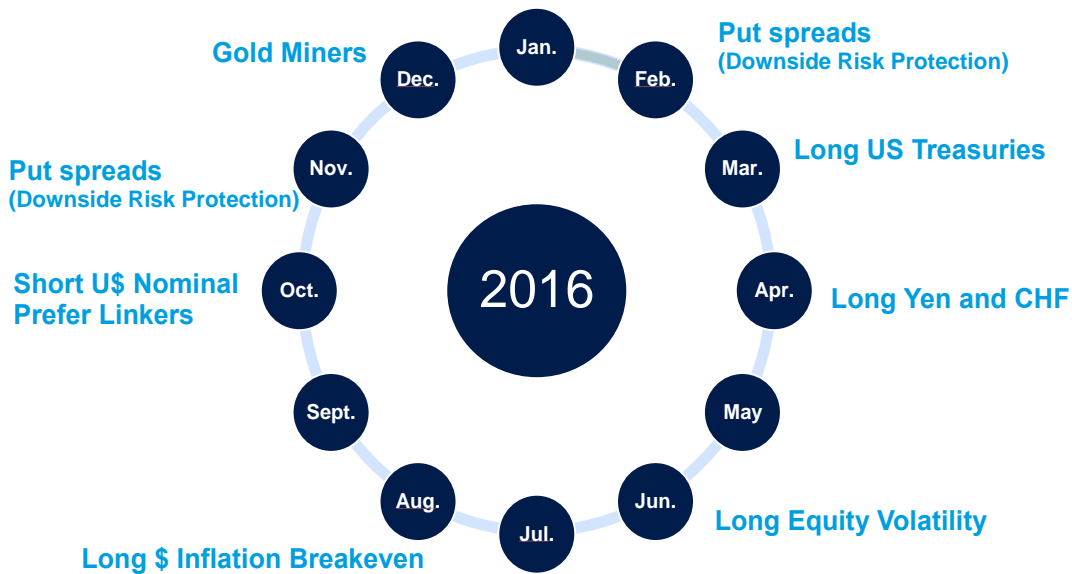 Jan.
Put spreads
(Downside Risk Protection)
Feb.
Long US Treasuries
Mar.
Apr.
Long Yen and CHF
May
Jun.
Long Equity Volatility
Jul.
Aug.
Long $ Inflation Breakeven
Sept.
Oct.
Short U$ Nominal
Prefer Linkers
Nov.
Put spreads
(Downside Risk Protection)
Dec.
Gold Miners
2016